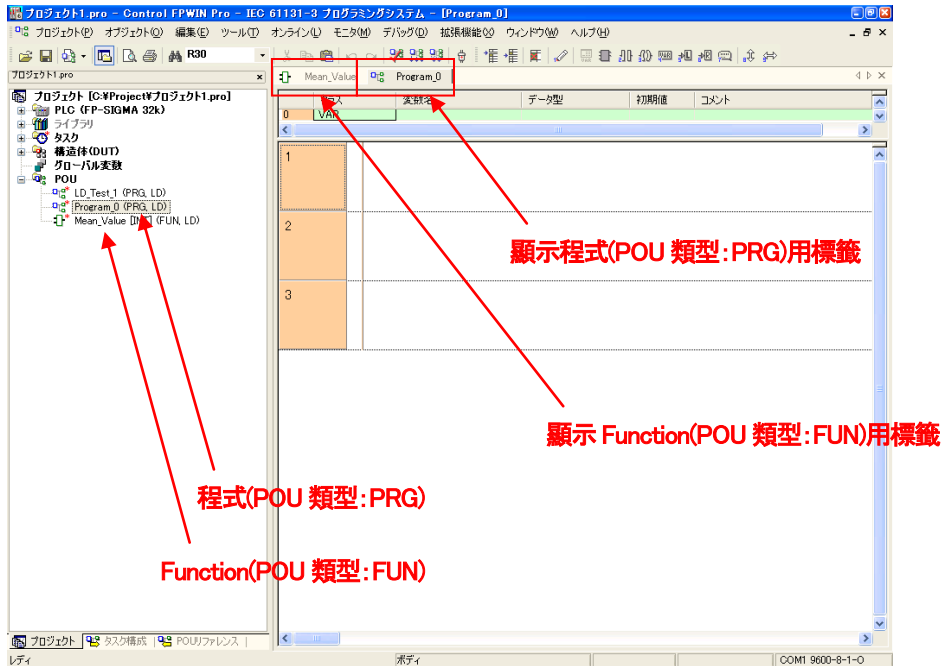 プロジェクト1.pro - Control FPWIN Pro - IEC 61131-3 プログラミングシステム - [Program_0]
プロジェクト(P) オブジェクト(O) 編集(E) ツール(T) オンライン(L) モニタ(M) デバッグ(D) 拡張機能(X) ウィンドウ(W) ヘルプ(H)
R30
プロジェクト1.pro
Mean_Value Program_0
プロジェクト [C:¥Project¥プロジェクト1.pro]
PLC (FP-SIGMA 32k)
ライブラリ
タスク
構造体(DUT)
グローバル変数
POU
LD_Test_1 (PRG, LD)
Program_0 (PRG, LD)
Mean_Value [INT] (FUN, LD)
クラス 変数名 データ型 初期値 コメント
0 VAR
1
2
3
顯示程式(POU 類型:PRG)用標籤
顯示 Function(POU 類型:FUN)用標籤
程式(POU 類型:PRG)
Function(POU 類型:FUN)
プロジェクト タスク構成 POUリファレンス
レディ ボディ COM1 9600-8-1-O